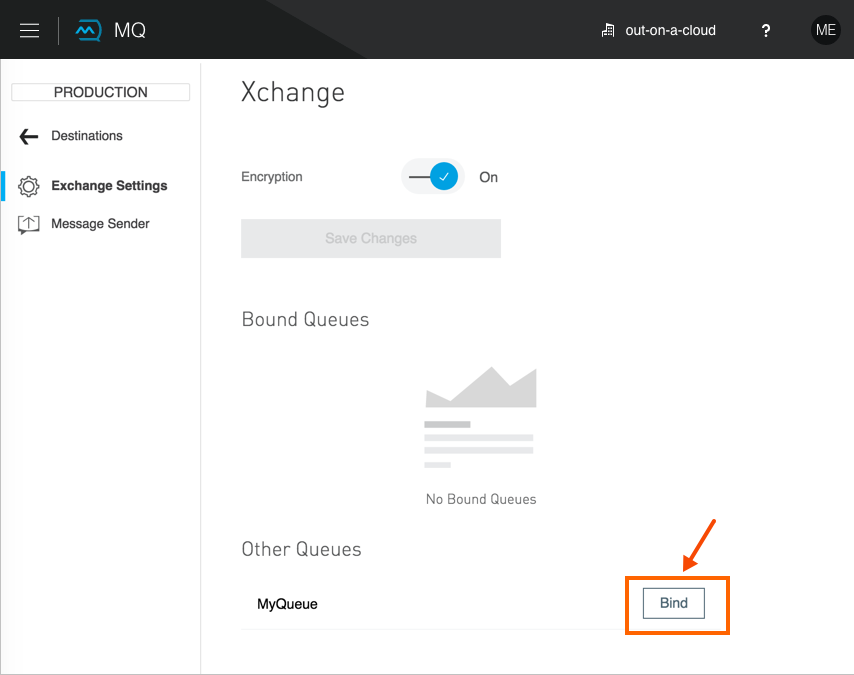 MQ
out-on-a-cloud
?
ME
PRODUCTION
Destinations
Exchange Settings
Message Sender
Xchange
Encryption
On
Save Changes
Bound Queues
No Bound Queues
Other Queues
MyQueue
Bind